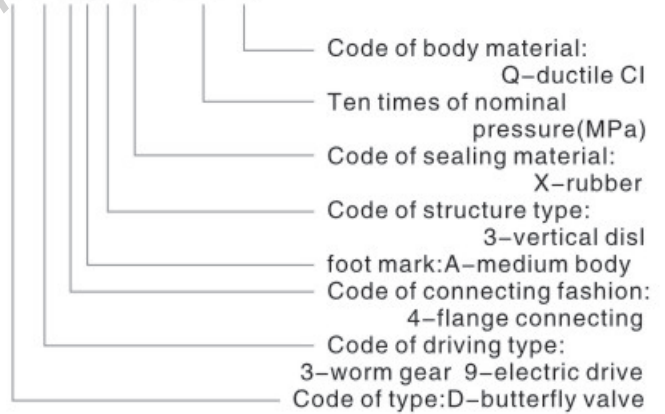 Code of body material:
Q–ductile CI
Ten times of nominal
pressure(MPa)
Code of sealing material:
X–rubber
Code of structure type:
3–vertical disl
foot mark:A–medium body
Code of connecting fashion:
4–flange connecting
Code of driving type:
3–worm gear 9–electric drive
Code of type:D–butterfly valve